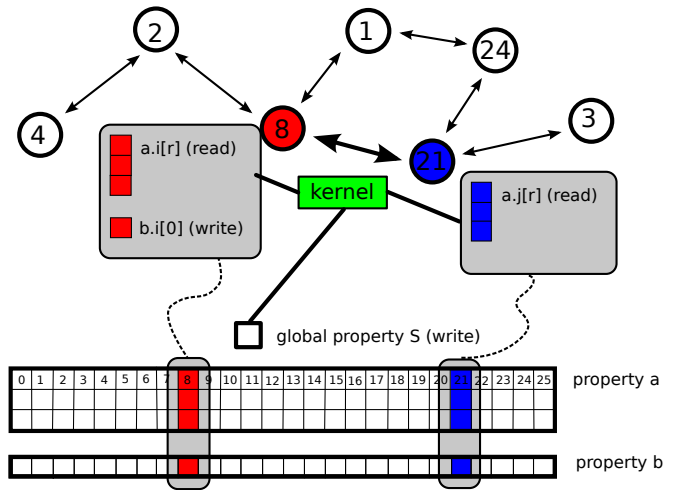 2
1
24
4
8
21
3
a.i[r] (read)
b.i[0] (write)
kernel
a.j[r] (read)
global property S (write)
0 1 2 3 4 5 6 7 8 9 10 11 12 13 14 15 16 17 18 19 20 21 22 23 24 25
property a
property b